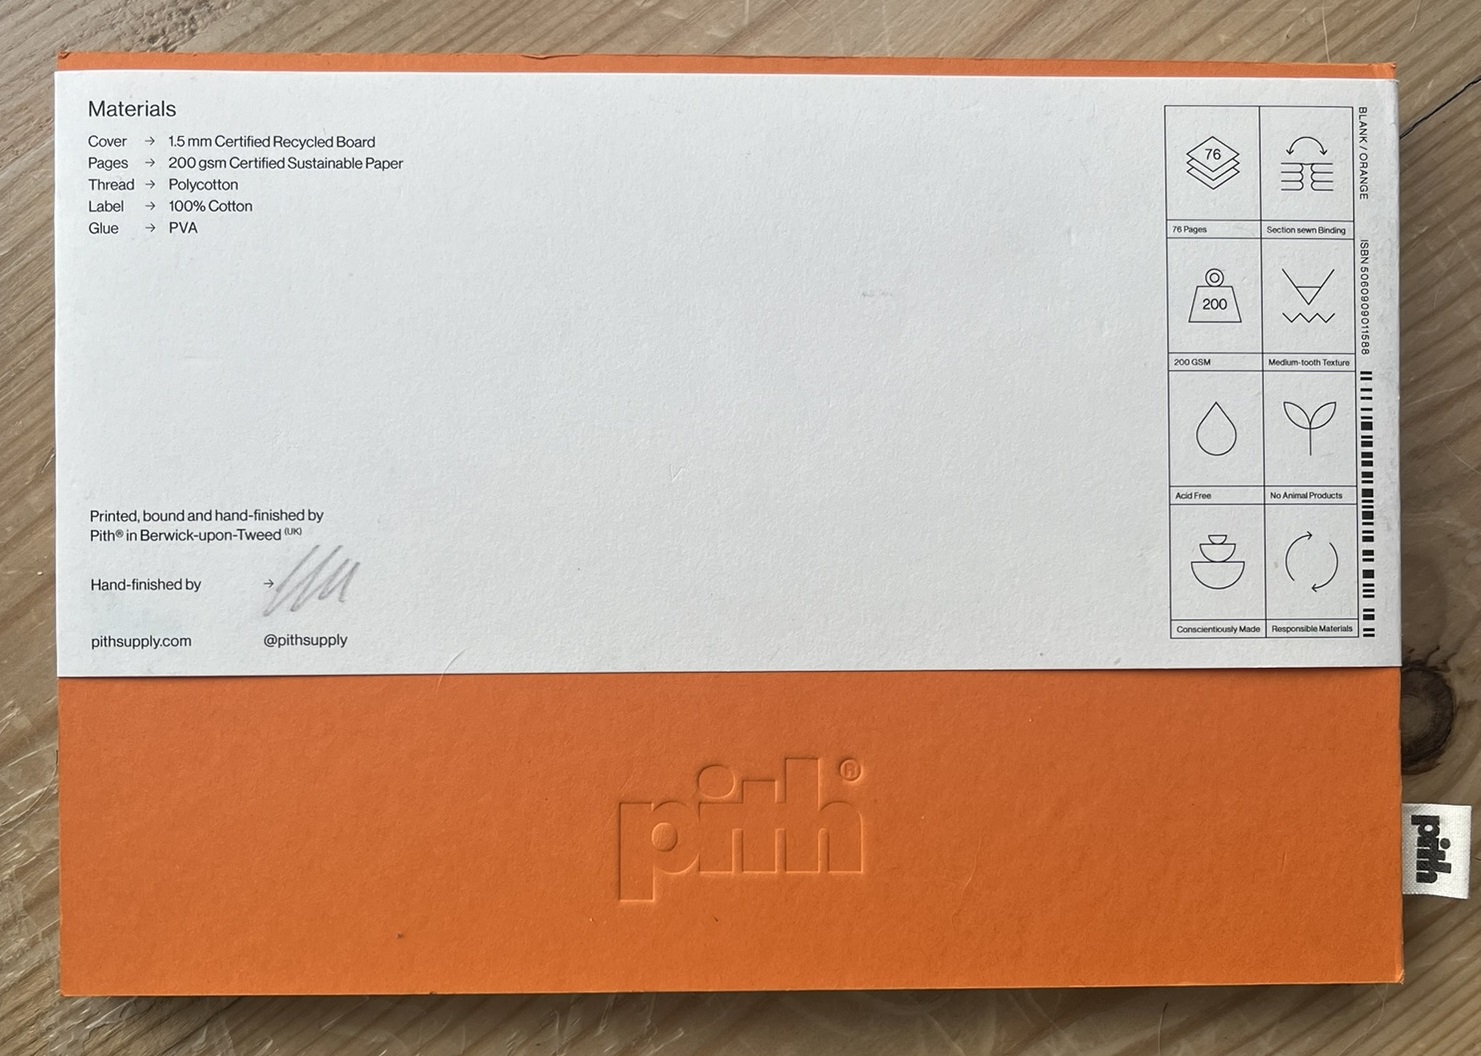 Materials
Cover → 1.5 mm Certified Recycled Board
Pages → 200 gsm Certified Sustainable Paper
Thread → Polycotton
Label → 100% Cotton
Glue → PVA
Printed, bound and hand-finished by
Pith® in Berwick-upon-Tweed (UK)
Hand-finished by →
pithsupply.com @pithsupply
76
76 Pages
Section sewn Binding
200
200 GSM
Medium-tooth Texture
Acid Free
No Animal Products
Conscientiously Made
Responsible Materials
BLANK / ORANGE
ISBN 5060909011588
pith®
pith